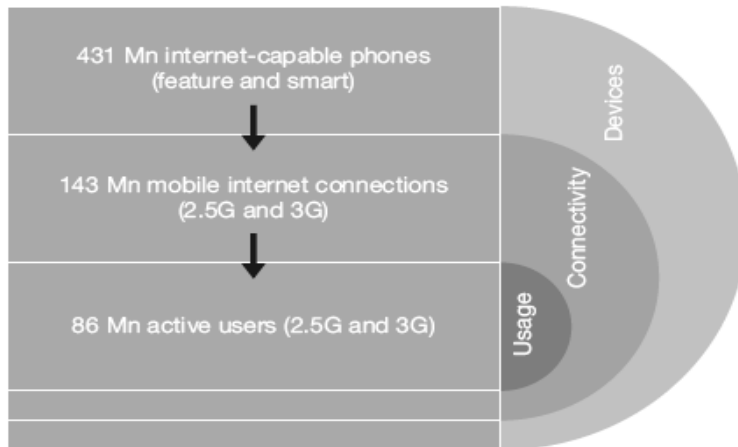 431 Mn internet-capable phones
(feature and smart)
Devices
143 Mn mobile internet connections
(2.5G and 3G)
Connectivity
86 Mn active users (2.5G and 3G)
Usage